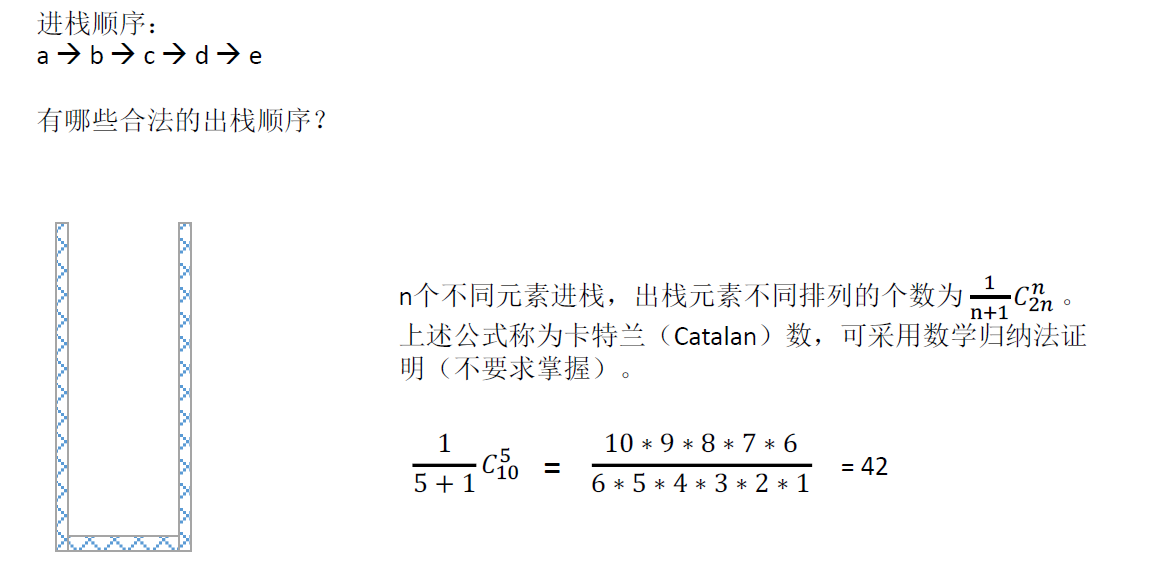 进栈顺序：
a → b → c → d → e
有哪些合法的出栈顺序？
n个不同元素进栈，出栈元素不同排列的个数为 \frac{1}{n+1}C_{2n}^{n} 。
上述公式称为卡特兰（Catalan）数，可采用数学归纳法证
明（不要求掌握）。
\frac{1}{5+1}C_{10}^{5} = \frac{10*9*8*7*6}{6*5*4*3*2*1} = 42